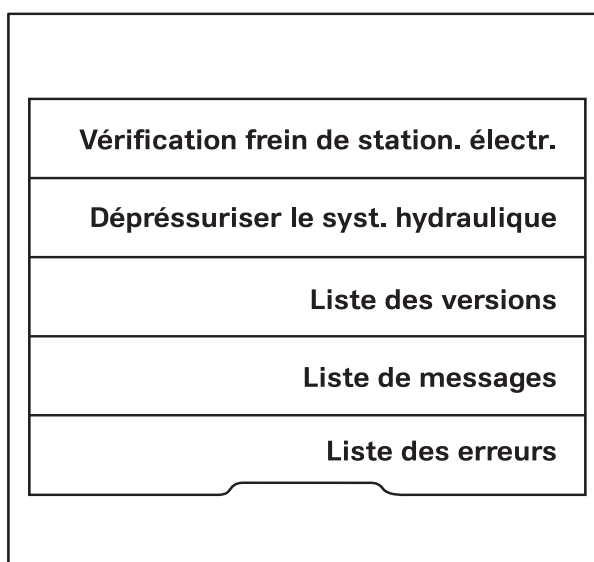 Vérification frein de station. électr.
Dépréssuriser le syst. hydraulique
Liste des versions
Liste de messages
Liste des erreurs